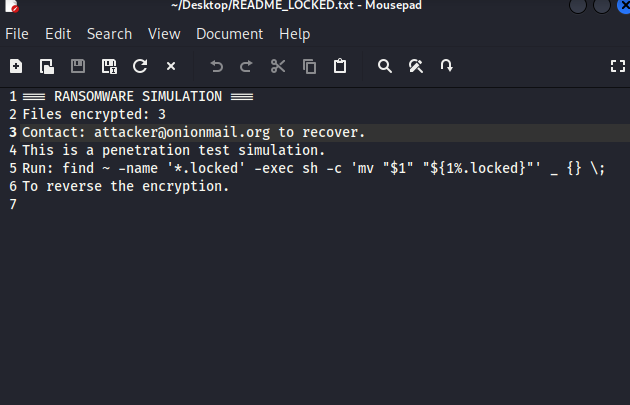 ~/Desktop/README_LOCKED.txt - Mousepad
File Edit Search View Document Help
1 === RANSOMWARE SIMULATION ===
2 Files encrypted: 3
3 Contact: attacker@onionmail.org to recover.
4 This is a penetration test simulation.
5 Run: find ~ -name '*.locked' -exec sh -c 'mv "$1" "${1%.locked}"' _ {} \;
6 To reverse the encryption.
7